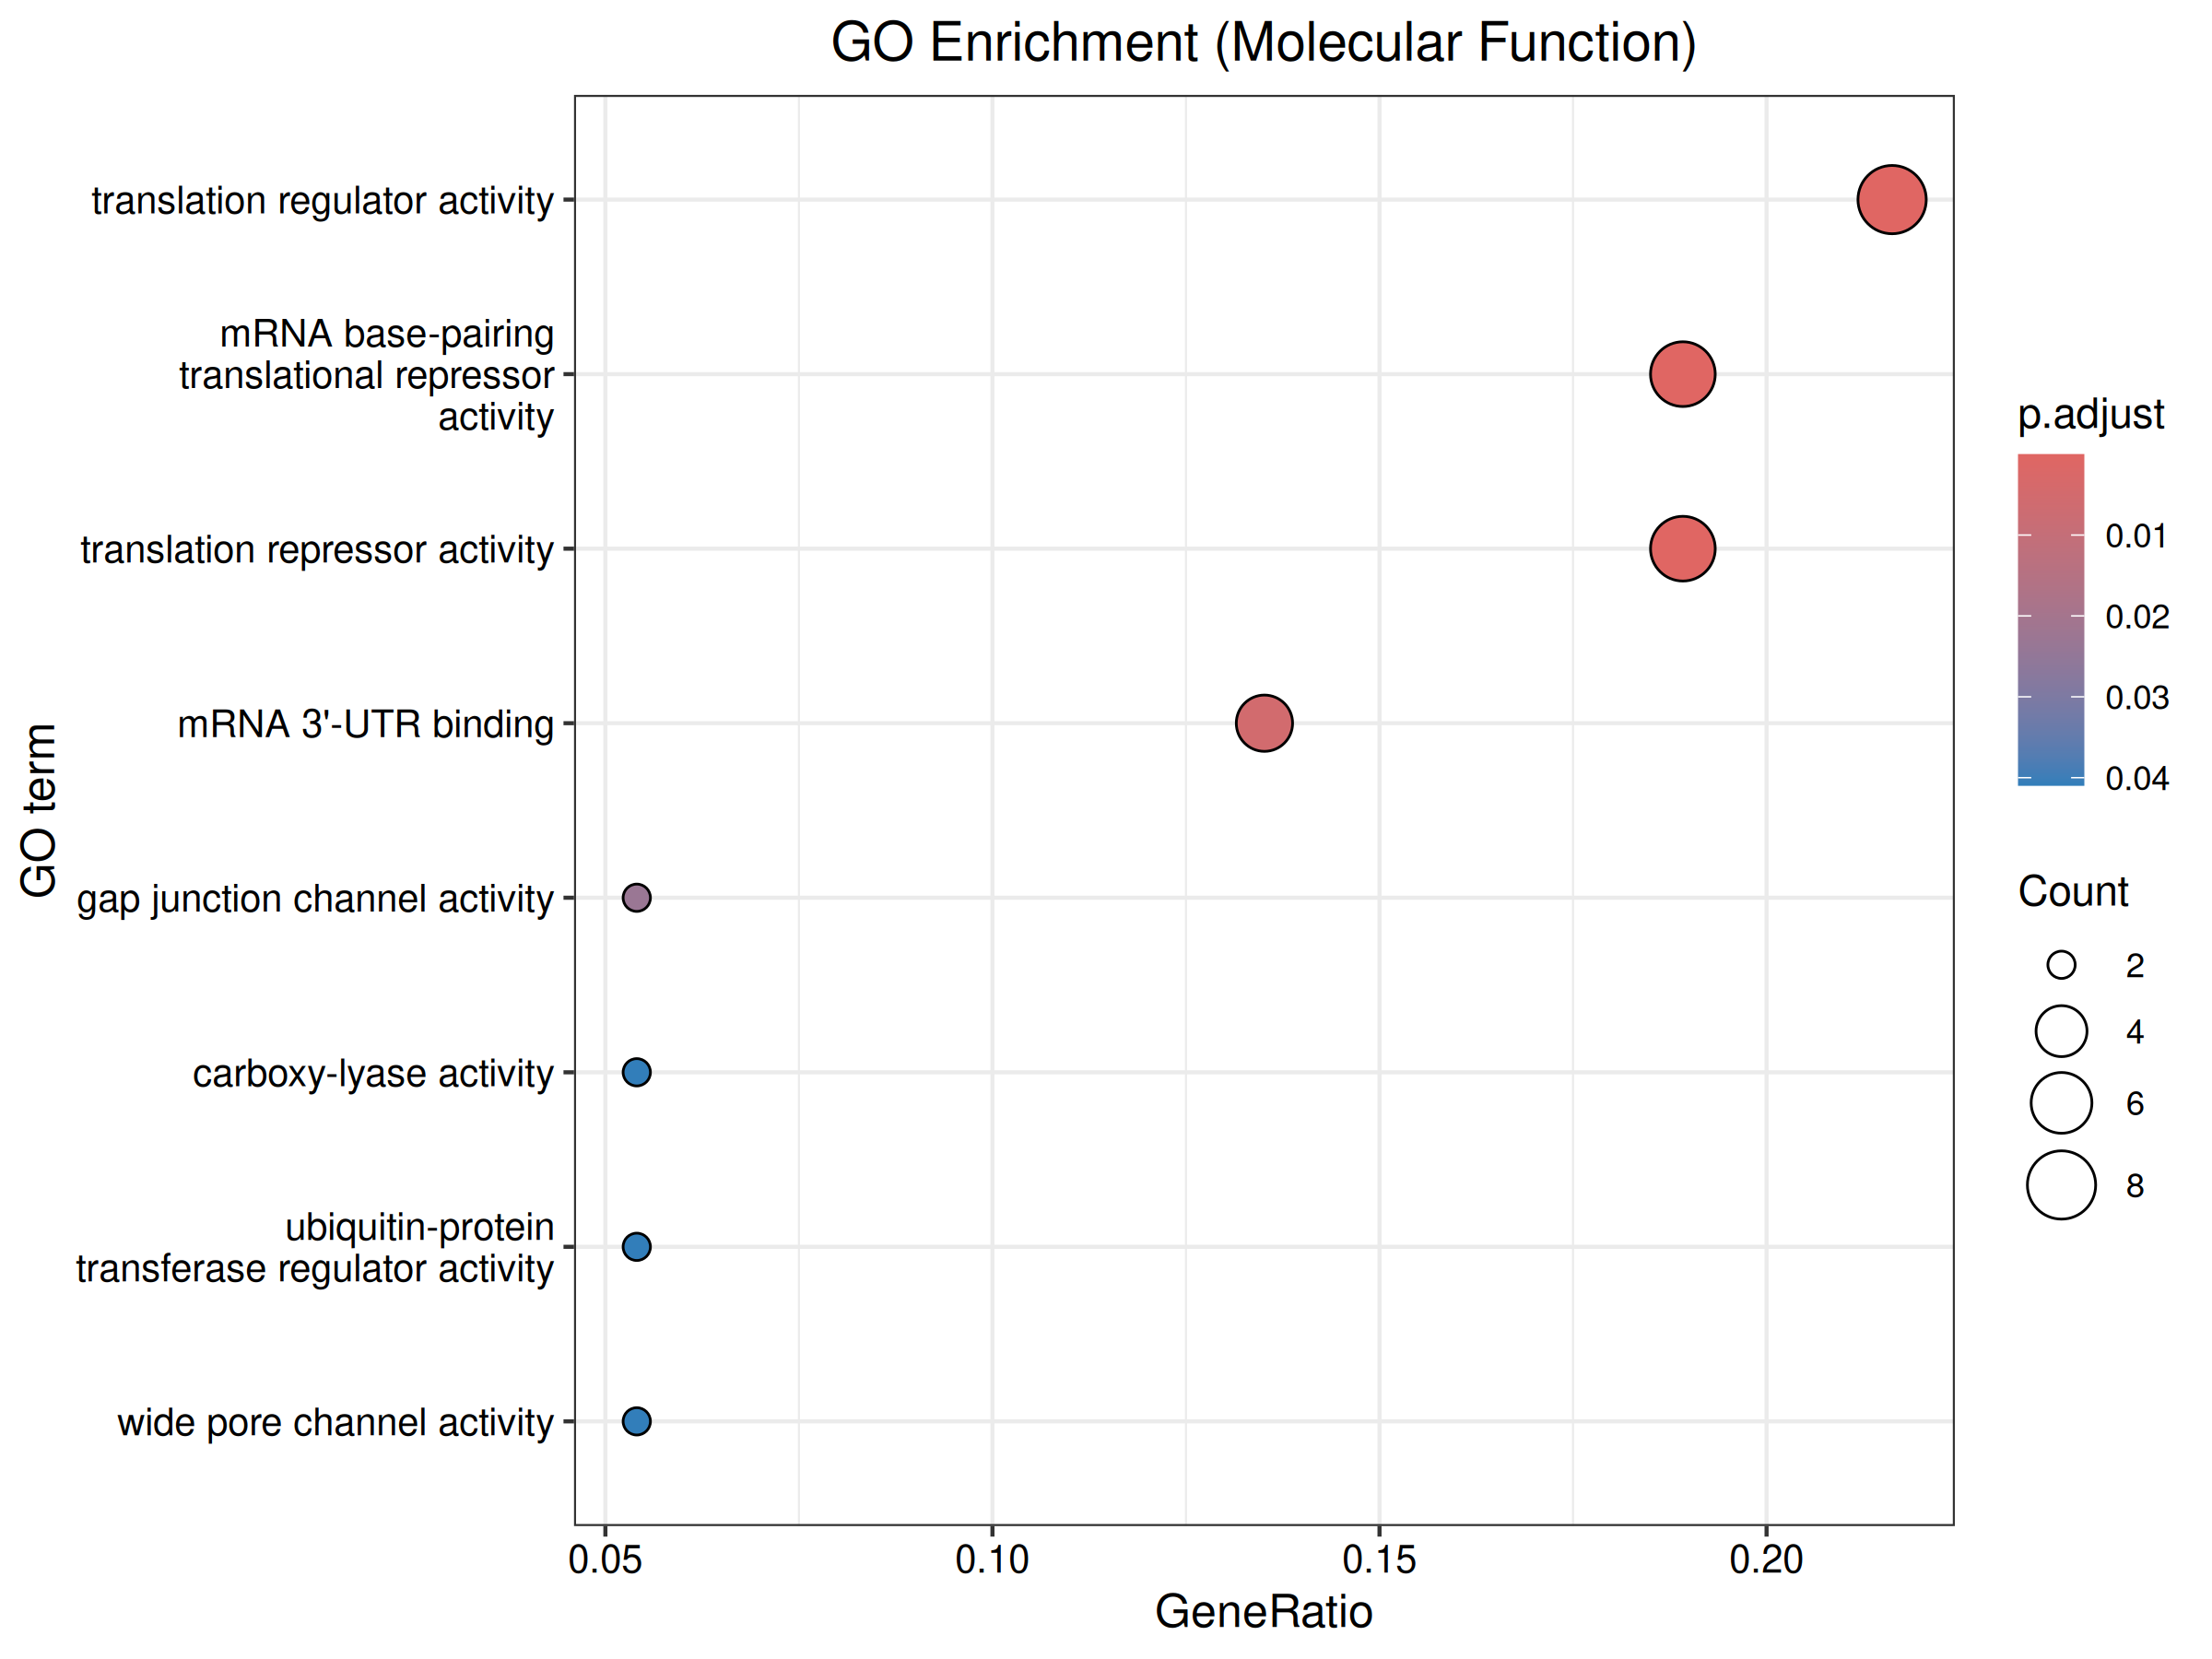 GO Enrichment (Molecular Function)
translation regulator activity
mRNA base-pairing
translational repressor
activity
translation repressor activity
mRNA 3'-UTR binding
gap junction channel activity
carboxy-lyase activity
ubiquitin-protein
transferase regulator activity
wide pore channel activity
GO term
0.05
0.10
0.15
0.20
GeneRatio
p.adjust
0.01
0.02
0.03
0.04
Count
2
4
6
8